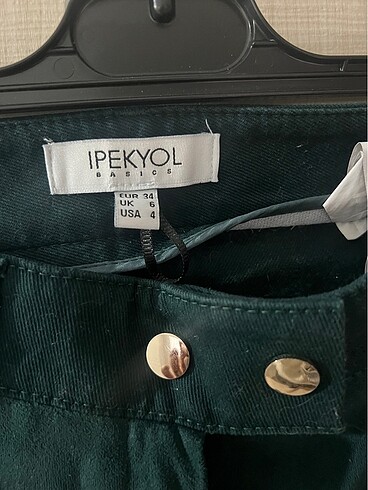 IPEKYOL
BASICS
EUR 34
UK 6
USA 4